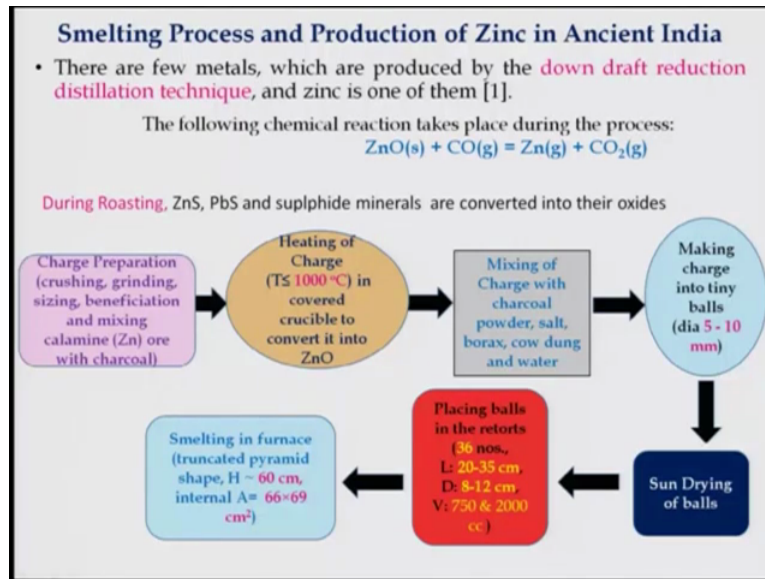 Smelting Process and Production of Zinc in Ancient India
• There are few metals, which are produced by the down draft reduction
distillation technique, and zinc is one of them [1].
The following chemical reaction takes place during the process:
ZnO(s) + CO(g) = Zn(g) + CO₂(g)
During Roasting, ZnS, PbS and suplphide minerals are converted into their oxides
Charge Preparation
(crushing, grinding,
sizing, beneficiation
and mixing
calamine (Zn) ore
with charcoal)
Heating of
Charge
(T≤ 1000 °C) in
covered
crucible to
convert it into
ZnO
Mixing of
Charge with
charcoal
powder, salt,
borax, cow dung
and water
Making
charge
into tiny
balls
(dia 5 - 10
mm)
Sun Drying
of balls
Placing balls
in the retorts
(36 nos.,
L: 20-35 cm,
D: 8-12 cm,
V: 750 & 2000
cc)
Smelting in furnace
(truncated pyramid
shape, H ~ 60 cm,
internal A= 66×69
cm²)